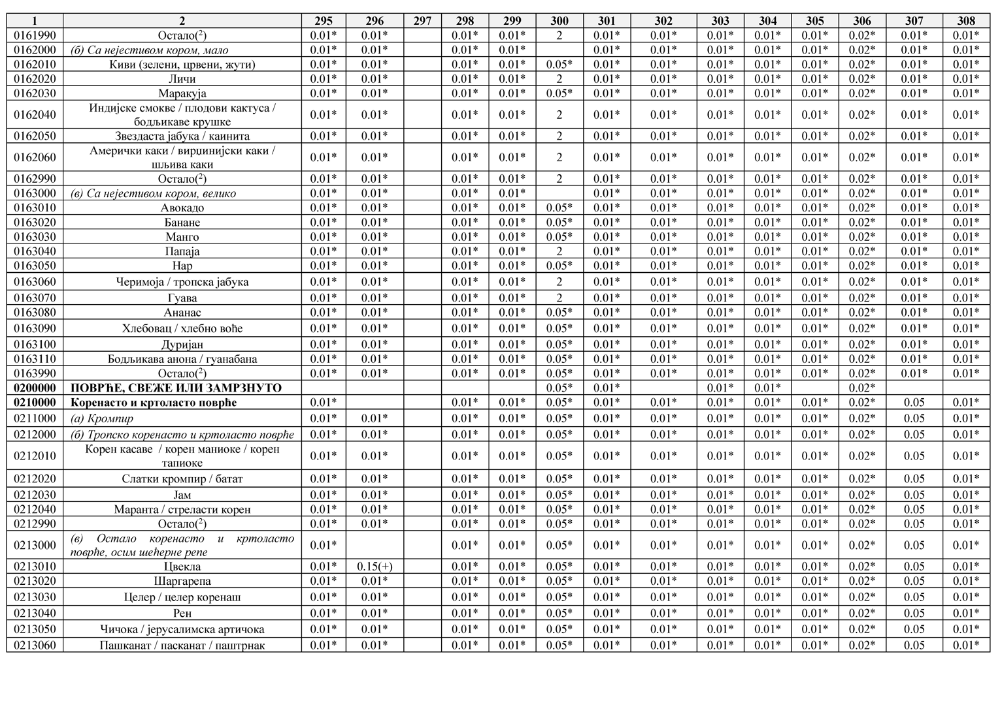 1 2 295 296 297 298 299 300 301 302 303 304 305 306 307 308
0161990 Остало(²) 0.01* 0.01* 0.01* 0.01* 2 0.01* 0.01* 0.01* 0.01* 0.01* 0.02* 0.01* 0.01*
0162000 (б) Са нејестивом кором, мало 0.01* 0.01* 0.01* 0.01* 0.01* 0.01* 0.01* 0.01* 0.01* 0.02* 0.01* 0.01*
0162010 Киви (зелени, црвени, жути) 0.01* 0.01* 0.01* 0.01* 0.05* 0.01* 0.01* 0.01* 0.01* 0.01* 0.02* 0.01* 0.01*
0162020 Личи 0.01* 0.01* 0.01* 0.01* 2 0.01* 0.01* 0.01* 0.01* 0.01* 0.02* 0.01* 0.01*
0162030 Маракуја 0.01* 0.01* 0.01* 0.01* 0.05* 0.01* 0.01* 0.01* 0.01* 0.01* 0.02* 0.01* 0.01*
0162040 Индијске смокве / плодови кактуса /
бодљикаве крушке 0.01* 0.01* 0.01* 0.01* 2 0.01* 0.01* 0.01* 0.01* 0.01* 0.02* 0.01* 0.01*
0162050 Звездаста јабука / каинита 0.01* 0.01* 0.01* 0.01* 2 0.01* 0.01* 0.01* 0.01* 0.01* 0.02* 0.01* 0.01*
0162060 Амерички каки / вирџинијски каки /
шљива каки 0.01* 0.01* 0.01* 0.01* 2 0.01* 0.01* 0.01* 0.01* 0.01* 0.02* 0.01* 0.01*
0162990 Остало(²) 0.01* 0.01* 0.01* 0.01* 2 0.01* 0.01* 0.01* 0.01* 0.01* 0.02* 0.01* 0.01*
0163000 (в) Са нејестивом кором, велико 0.01* 0.01* 0.01* 0.01* 0.01* 0.01* 0.01* 0.01* 0.01* 0.02* 0.01* 0.01*
0163010 Авокадо 0.01* 0.01* 0.01* 0.01* 0.05* 0.01* 0.01* 0.01* 0.01* 0.01* 0.02* 0.01* 0.01*
0163020 Банане 0.01* 0.01* 0.01* 0.01* 0.05* 0.01* 0.01* 0.01* 0.01* 0.01* 0.02* 0.01* 0.01*
0163030 Манго 0.01* 0.01* 0.01* 0.01* 0.05* 0.01* 0.01* 0.01* 0.01* 0.01* 0.02* 0.01* 0.01*
0163040 Папаја 0.01* 0.01* 0.01* 0.01* 2 0.01* 0.01* 0.01* 0.01* 0.01* 0.02* 0.01* 0.01*
0163050 Нар 0.01* 0.01* 0.01* 0.01* 0.05* 0.01* 0.01* 0.01* 0.01* 0.01* 0.02* 0.01* 0.01*
0163060 Черимоја / тропска јабука 0.01* 0.01* 0.01* 0.01* 2 0.01* 0.01* 0.01* 0.01* 0.01* 0.02* 0.01* 0.01*
0163070 Гуава 0.01* 0.01* 0.01* 0.01* 2 0.01* 0.01* 0.01* 0.01* 0.01* 0.02* 0.01* 0.01*
0163080 Ананас 0.01* 0.01* 0.01* 0.01* 0.05* 0.01* 0.01* 0.01* 0.01* 0.01* 0.02* 0.01* 0.01*
0163090 Хлебовац / хлебно воће 0.01* 0.01* 0.01* 0.01* 0.05* 0.01* 0.01* 0.01* 0.01* 0.01* 0.02* 0.01* 0.01*
0163100 Дуријан 0.01* 0.01* 0.01* 0.01* 0.05* 0.01* 0.01* 0.01* 0.01* 0.01* 0.02* 0.01* 0.01*
0163110 Бодљикава анона / гуанабана 0.01* 0.01* 0.01* 0.01* 0.05* 0.01* 0.01* 0.01* 0.01* 0.01* 0.02* 0.01* 0.01*
0163990 Остало(²) 0.01* 0.01* 0.01* 0.01* 0.05* 0.01* 0.01* 0.01* 0.01* 0.01* 0.02* 0.01* 0.01*
0200000 ПОВРЋЕ, СВЕЖЕ ИЛИ ЗАМРЗНУТО 0.05* 0.01* 0.01* 0.01* 0.02*
0210000 Коренасто и кртоласто поврће 0.01* 0.01* 0.01* 0.05* 0.01* 0.01* 0.01* 0.01* 0.01* 0.02* 0.05 0.01*
0211000 (а) Кромпир 0.01* 0.01* 0.01* 0.01* 0.05* 0.01* 0.01* 0.01* 0.01* 0.01* 0.02* 0.05 0.01*
0212000 (б) Тропско коренасто и кртоласто поврће 0.01* 0.01* 0.01* 0.01* 0.05* 0.01* 0.01* 0.01* 0.01* 0.01* 0.02* 0.05 0.01*
0212010 Корен касаве / корен маниоке / корен
тапиоке 0.01* 0.01* 0.01* 0.01* 0.05* 0.01* 0.01* 0.01* 0.01* 0.01* 0.02* 0.05 0.01*
0212020 Слатки кромпир / батат 0.01* 0.01* 0.01* 0.01* 0.05* 0.01* 0.01* 0.01* 0.01* 0.01* 0.02* 0.05 0.01*
0212030 Јам 0.01* 0.01* 0.01* 0.01* 0.05* 0.01* 0.01* 0.01* 0.01* 0.01* 0.02* 0.05 0.01*
0212040 Маранта / стреласти корен 0.01* 0.01* 0.01* 0.01* 0.05* 0.01* 0.01* 0.01* 0.01* 0.01* 0.02* 0.05 0.01*
0212990 Остало(²) 0.01* 0.01* 0.01* 0.01* 0.05* 0.01* 0.01* 0.01* 0.01* 0.01* 0.02* 0.05 0.01*
0213000 (в) Остало коренасто и кртоласто
поврће, осим шећерне репе 0.01* 0.01* 0.01* 0.05* 0.01* 0.01* 0.01* 0.01* 0.01* 0.02* 0.05 0.01*
0213010 Цвекла 0.01* 0.15(+) 0.01* 0.01* 0.05* 0.01* 0.01* 0.01* 0.01* 0.01* 0.02* 0.05 0.01*
0213020 Шаргарепа 0.01* 0.01* 0.01* 0.01* 0.05* 0.01* 0.01* 0.01* 0.01* 0.01* 0.02* 0.05 0.01*
0213030 Целер / целер коренаш 0.01* 0.01* 0.01* 0.01* 0.05* 0.01* 0.01* 0.01* 0.01* 0.01* 0.02* 0.05 0.01*
0213040 Рен 0.01* 0.01* 0.01* 0.01* 0.05* 0.01* 0.01* 0.01* 0.01* 0.01* 0.02* 0.05 0.01*
0213050 Чичока / јерусалимска артичока 0.01* 0.01* 0.01* 0.01* 0.05* 0.01* 0.01* 0.01* 0.01* 0.01* 0.02* 0.05 0.01*
0213060 Пашканат / пасканат / паштрнак 0.01* 0.01* 0.01* 0.01* 0.05* 0.01* 0.01* 0.01* 0.01* 0.01* 0.02* 0.05 0.01*